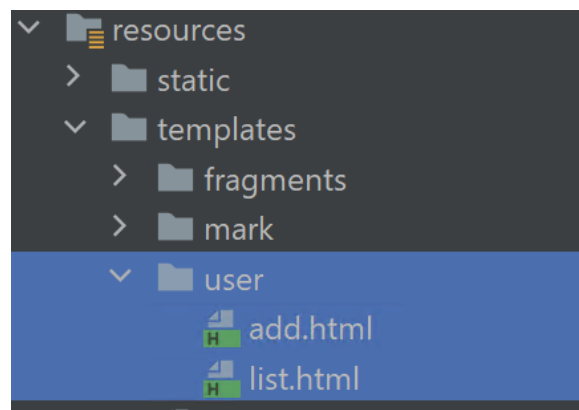 resources
static
templates
fragments
mark
user
H add.html
H list.html